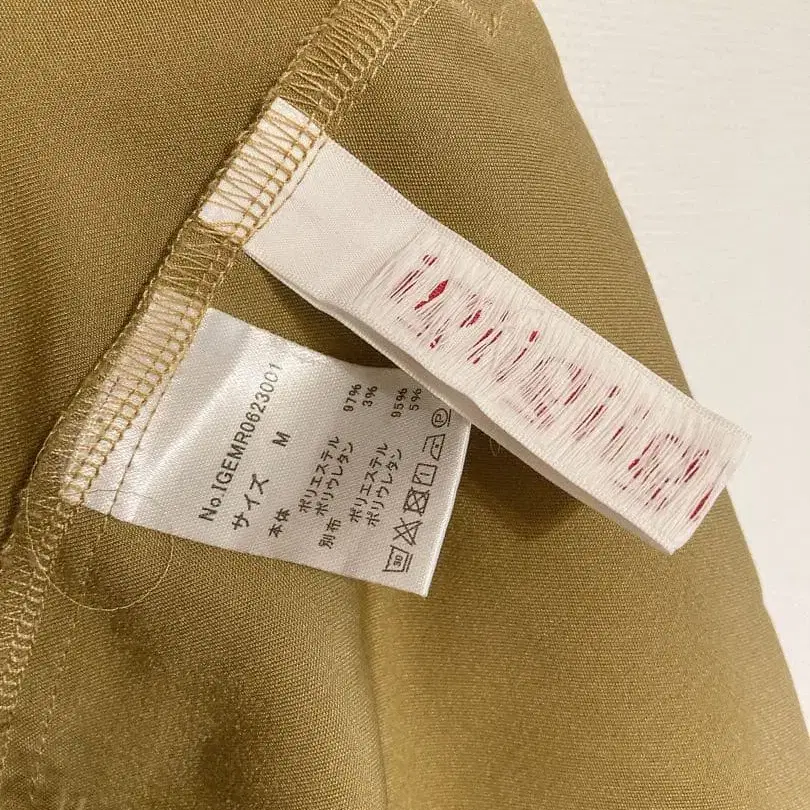 No.IGEMR0623001
サイズ M
本体 ポリエステル 97%
ポリウレタン 3%
別布 ポリエステル 95%
ポリウレタン 5%
30